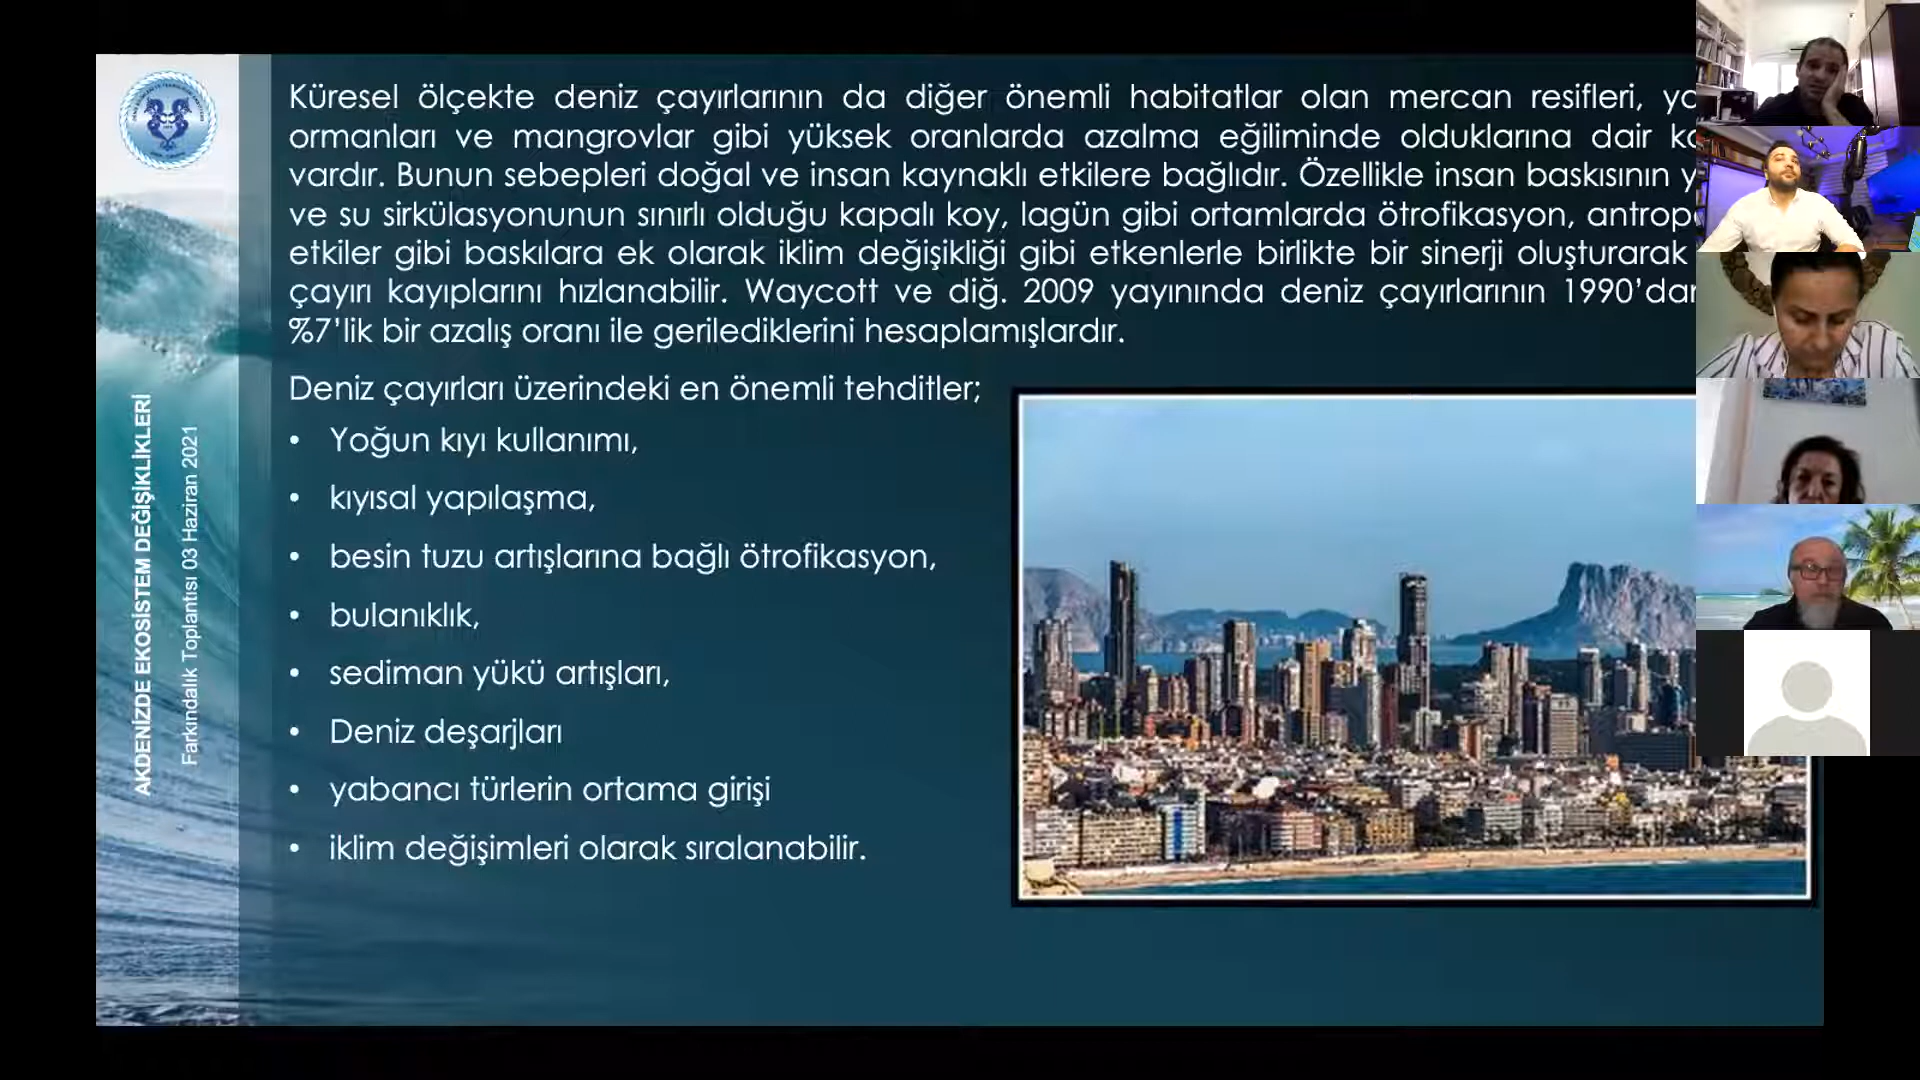 Küresel ölçekte deniz çayırlarının da diğer önemli habitatlar olan mercan resifleri,
ormanları ve mangrovlar gibi yüksek oranlarda azalma eğiliminde olduklarına dair
vardır. Bunun sebepleri doğal ve insan kaynaklı etkilere bağlıdır. Özellikle insan baskısının
ve su sirkülasyonunun sınırlı olduğu kapalı koy, lagün gibi ortamlarda ötrofikasyon,
etkiler gibi baskılara ek olarak iklim değişikliği gibi etkenlerle birlikte bir sinerji oluşturarak
çayırı kayıplarını hızlanabilir. Waycott ve diğ. 2009 yayınında deniz çayırlarının
%7’lik bir azalış oranı ile gerilediklerini hesaplamışlardır.
Deniz çayırları üzerindeki en önemli tehditler;
• Yoğun kıyı kullanımı,
• kıyısal yapılaşma,
• besin tuzu artışlarına bağlı ötrofikasyon,
• bulanıklık,
• sediman yükü artışları,
• Deniz deşarjları
• yabancı türlerin ortama girişi
• iklim değişimleri olarak sıralanabilir.
AKDENİZDE EKOSİSTEM DEĞİŞİKLİKLERİ
Farkındalık Toplantısı 03 Haziran 2021